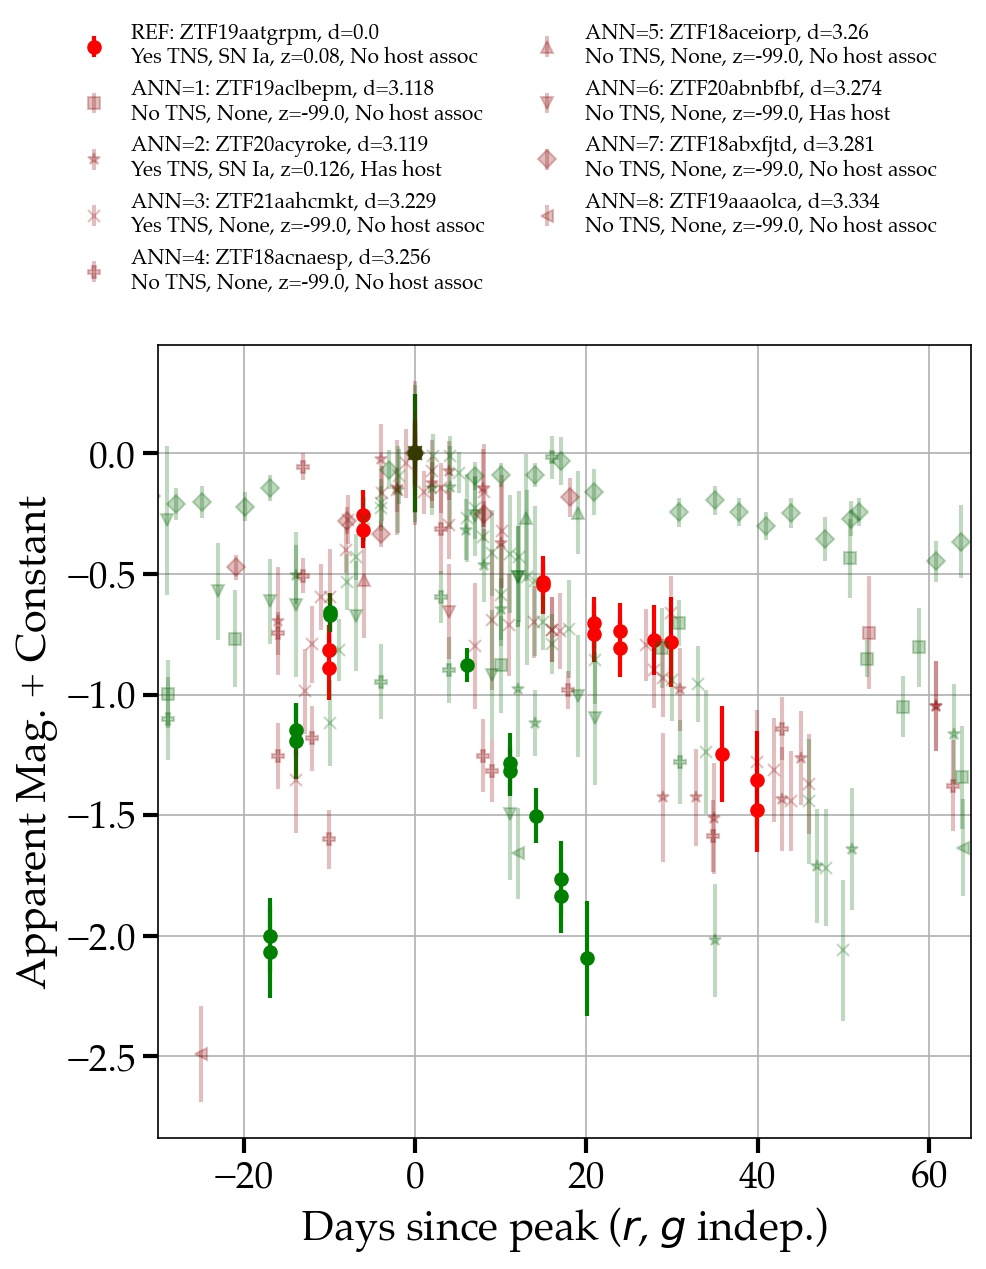 REF: ZTF19aatgrpm, d=0.0
Yes TNS, SN Ia, z=0.08, No host assoc
ANN=1: ZTF19aclbepm, d=3.118
No TNS, None, z=-99.0, No host assoc
ANN=2: ZTF20acyroke, d=3.119
Yes TNS, SN Ia, z=0.126, Has host
ANN=3: ZTF21aahcmkt, d=3.229
Yes TNS, None, z=-99.0, No host assoc
ANN=4: ZTF18acnaesp, d=3.256
No TNS, None, z=-99.0, No host assoc
ANN=5: ZTF18aceiorp, d=3.26
No TNS, None, z=-99.0, No host assoc
ANN=6: ZTF20abnbfbf, d=3.274
No TNS, None, z=-99.0, Has host
ANN=7: ZTF18abxfjtd, d=3.281
No TNS, None, z=-99.0, No host assoc
ANN=8: ZTF19aaaolca, d=3.334
No TNS, None, z=-99.0, No host assoc
Apparent Mag. + Constant
0.0
−0.5
−1.0
−1.5
−2.0
−2.5
−20 0 20 40 60
Days since peak (r, g indep.)